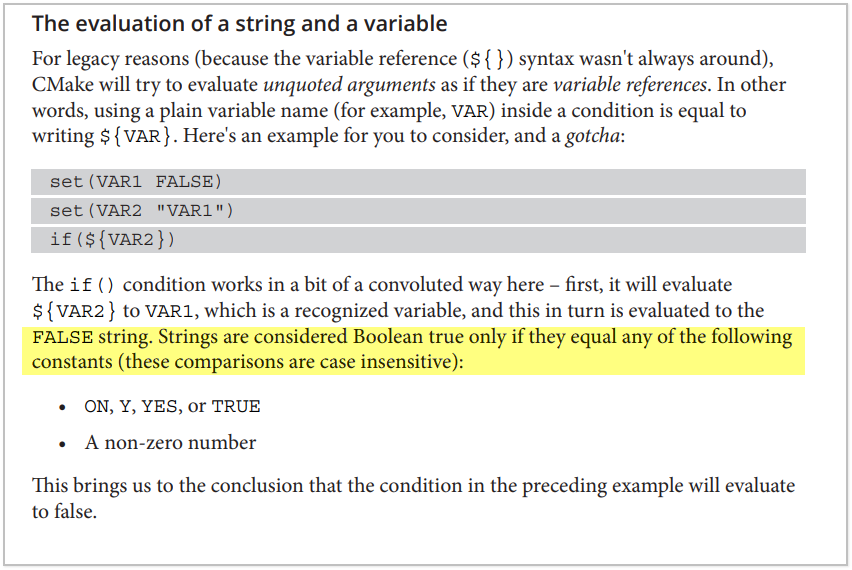 The evaluation of a string and a variable
For legacy reasons (because the variable reference (${}) syntax wasn't always around),
CMake will try to evaluate unquoted arguments as if they are variable references. In other
words, using a plain variable name (for example, VAR) inside a condition is equal to
writing ${VAR}. Here's an example for you to consider, and a gotcha:
set(VAR1 FALSE)
set(VAR2 "VAR1")
if(${VAR2})
The if() condition works in a bit of a convoluted way here – first, it will evaluate
${VAR2} to VAR1, which is a recognized variable, and this in turn is evaluated to the
FALSE string. Strings are considered Boolean true only if they equal any of the following
constants (these comparisons are case insensitive):
• ON, Y, YES, or TRUE
• A non-zero number
This brings us to the conclusion that the condition in the preceding example will evaluate
to false.